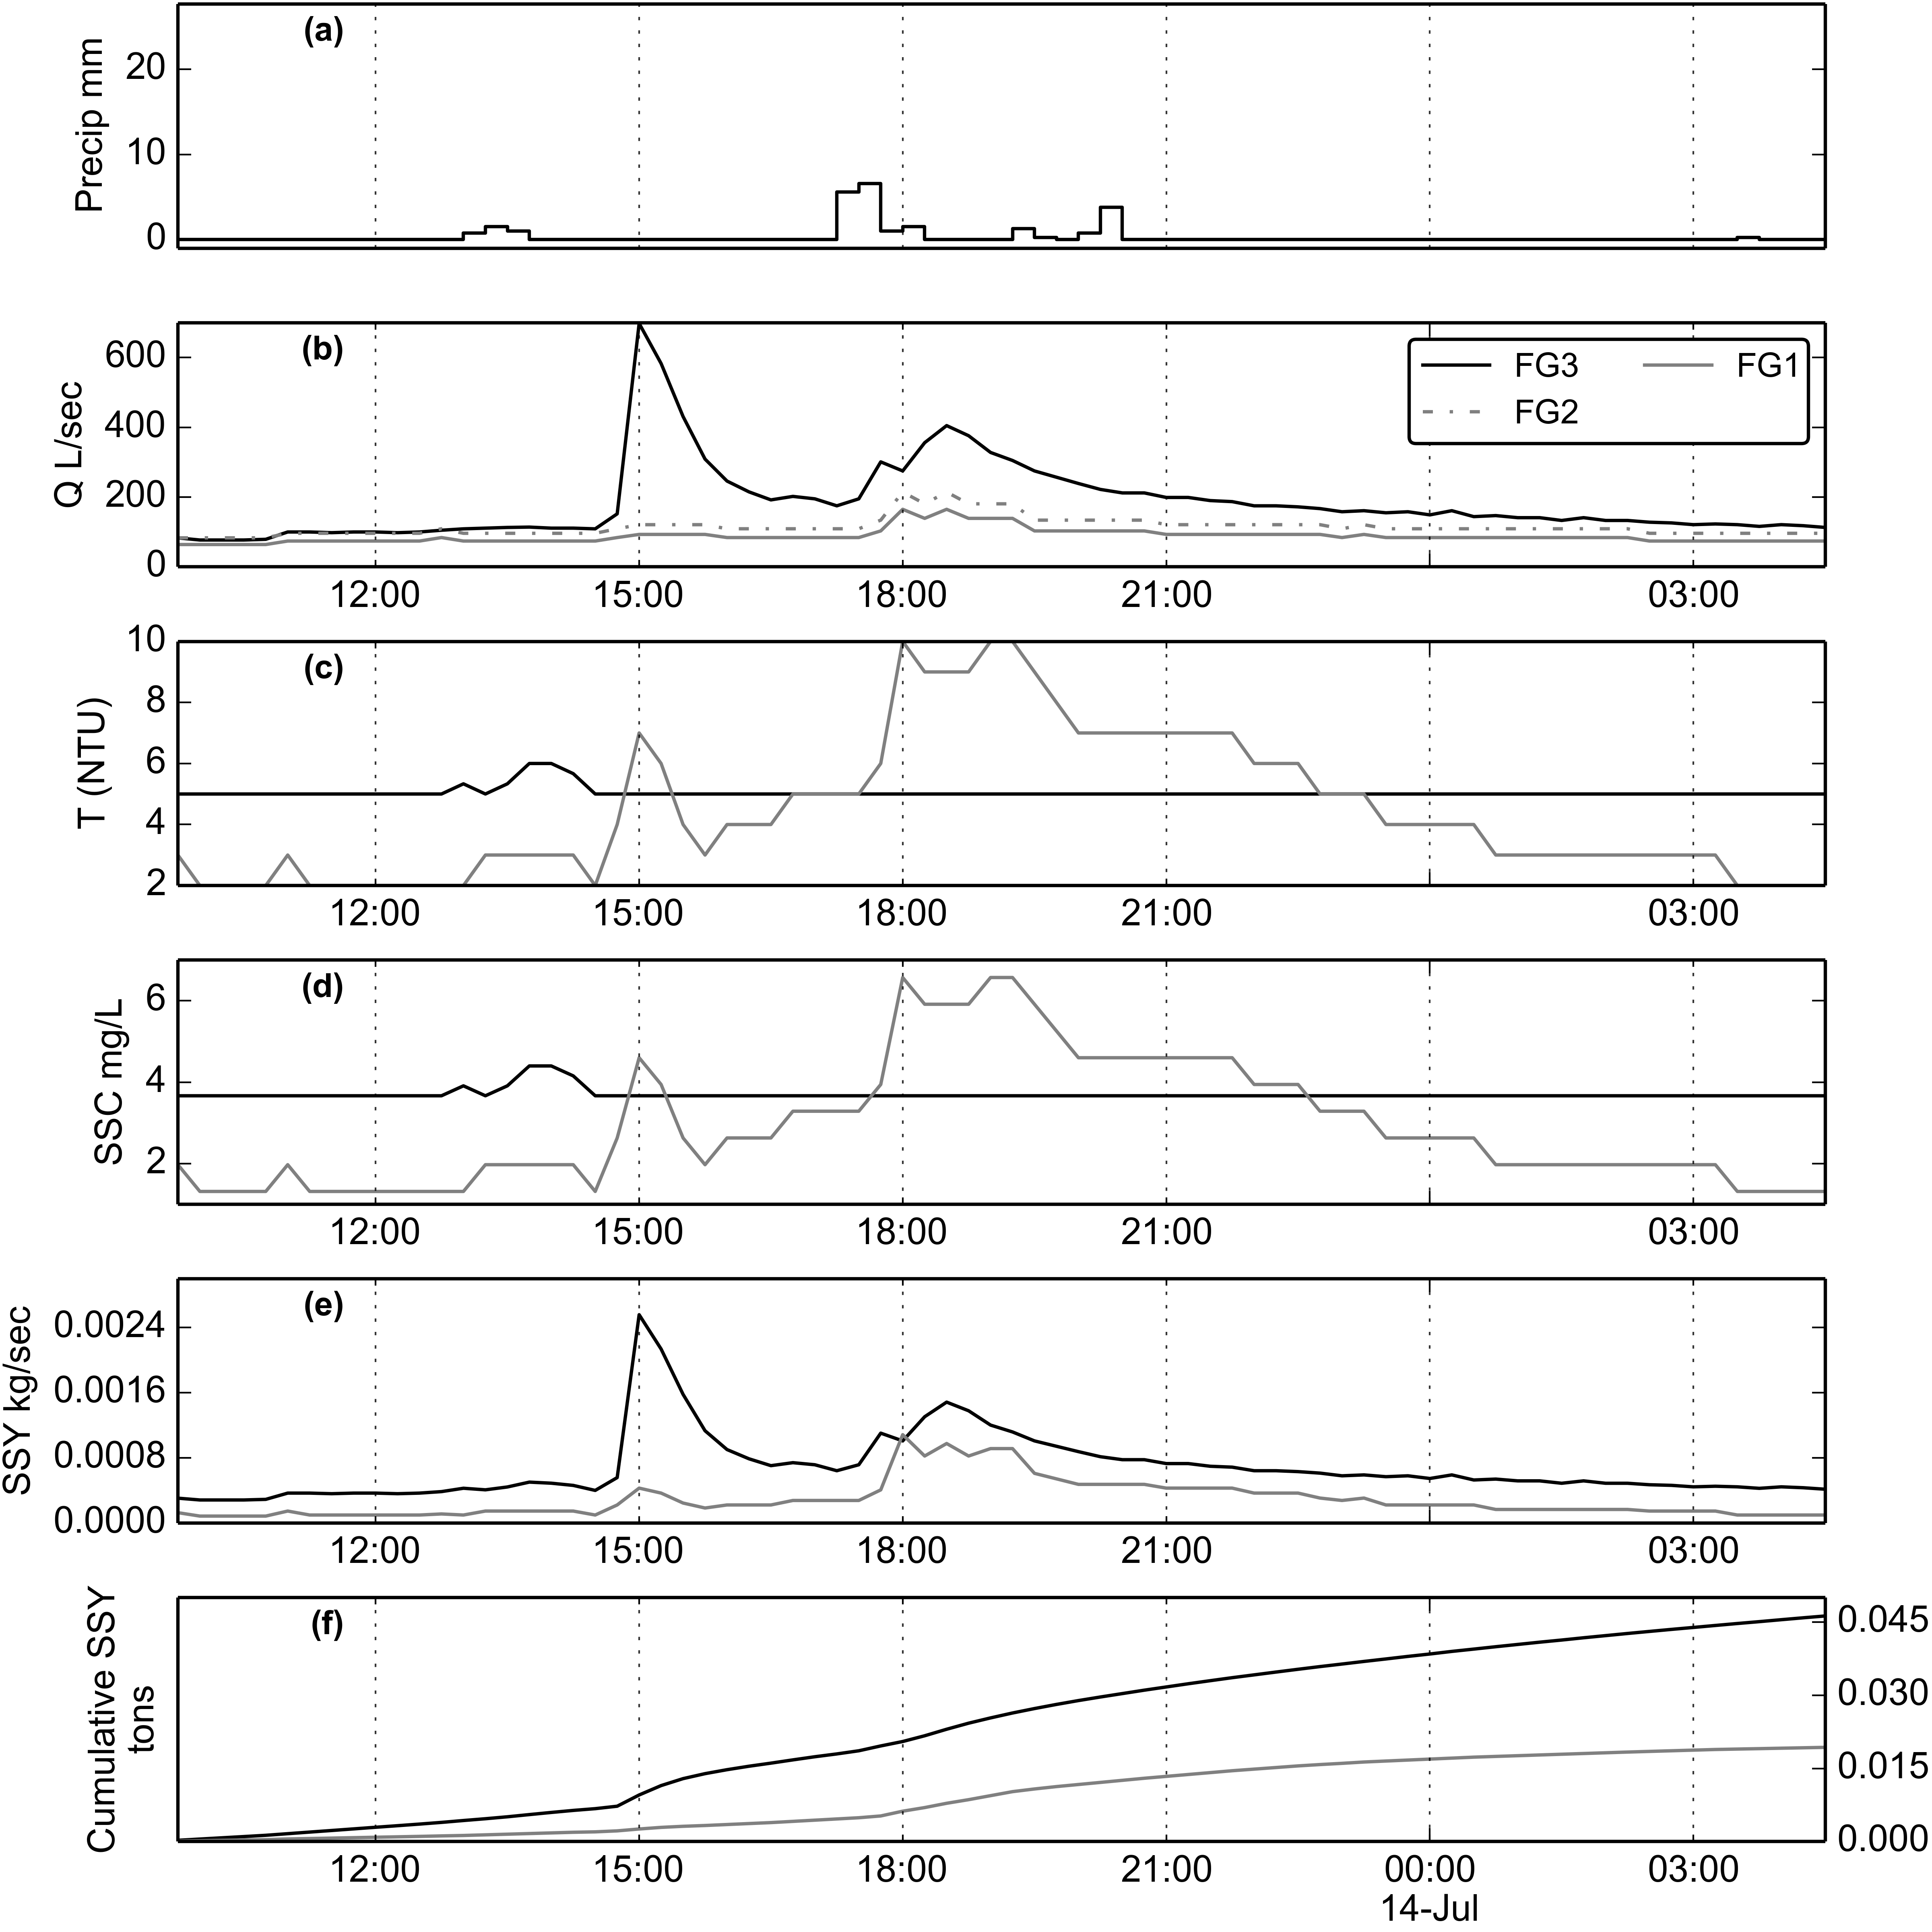 (a)
Precip mm
20
10
0
(b)
Q L/sec
600
400
200
0
FG3 FG1
FG2
12:00 15:00 18:00 21:00 03:00
(c)
T (NTU)
10
8
6
4
2
12:00 15:00 18:00 21:00 03:00
(d)
SSC mg/L
6
4
2
12:00 15:00 18:00 21:00 03:00
(e)
SSY kg/sec
0.0024
0.0016
0.0008
0.0000
12:00 15:00 18:00 21:00 03:00
(f)
Cumulative SSY
tons
0.045
0.030
0.015
0.000
12:00 15:00 18:00 21:00 00:00 03:00
14-Jul